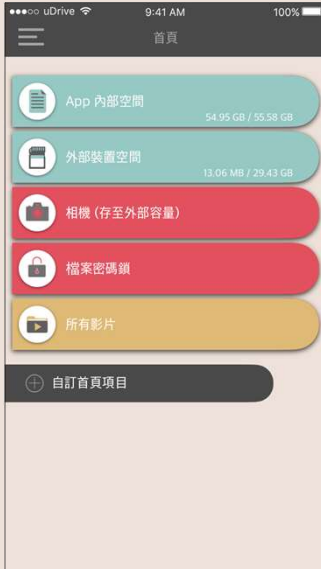 uDrive 9:41 AM 100%
首頁
App 內部空間
54.95 GB / 55.58 GB
外部裝置空間
13.06 MB / 29.43 GB
相機 (存至外部容量)
檔案密碼鎖
所有影片
自訂首頁項目